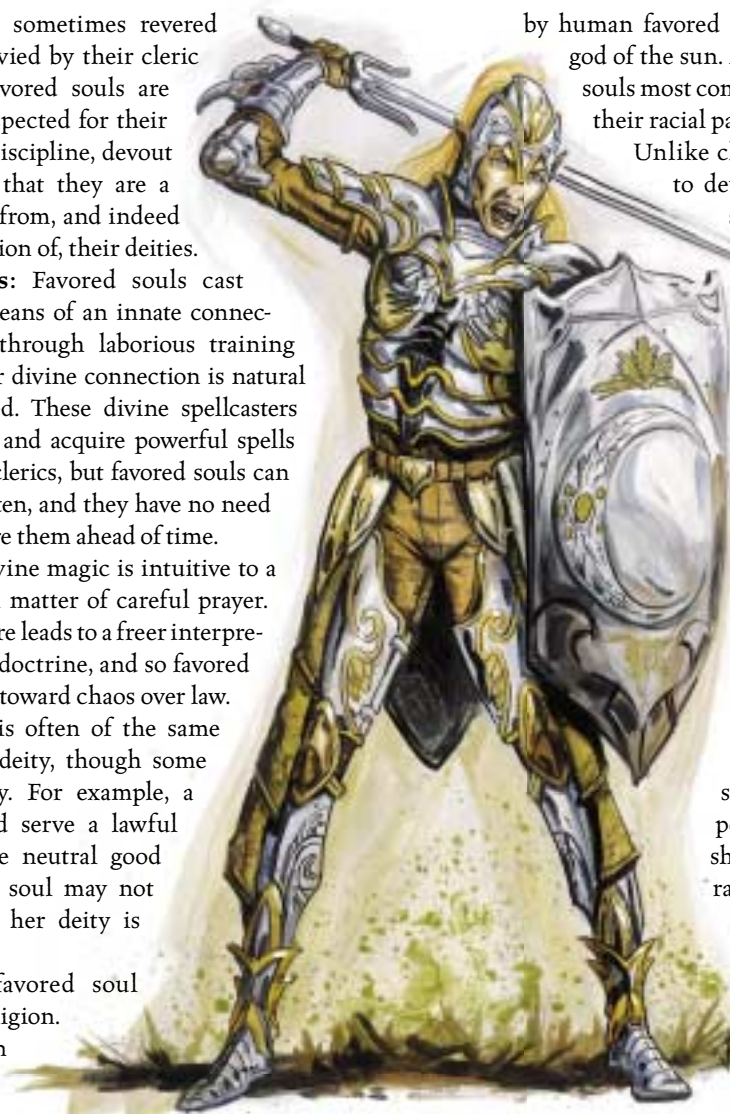 sometimes revered
vied by their cleric
vored souls are
pected for their
iscipline, devout
that they are a
from, and indeed
ion of, their deities.
s: Favored souls cast
eans of an innate connec-
through laborious training
r divine connection is natural
d. These divine spellcasters
and acquire powerful spells
clerics, but favored souls can
ten, and they have no need
re them ahead of time.
vine magic is intuitive to a
matter of careful prayer.
re leads to a freer interpre-
doctrine, and so favored
toward chaos over law.
is often of the same
deity, though some
y. For example, a
d serve a lawful
e neutral good
soul may not
her deity is
favored soul
igion.
n
by human favored
god of the sun.
souls most con
their racial pa
Unlike cl
to de
s
p
sh
ra